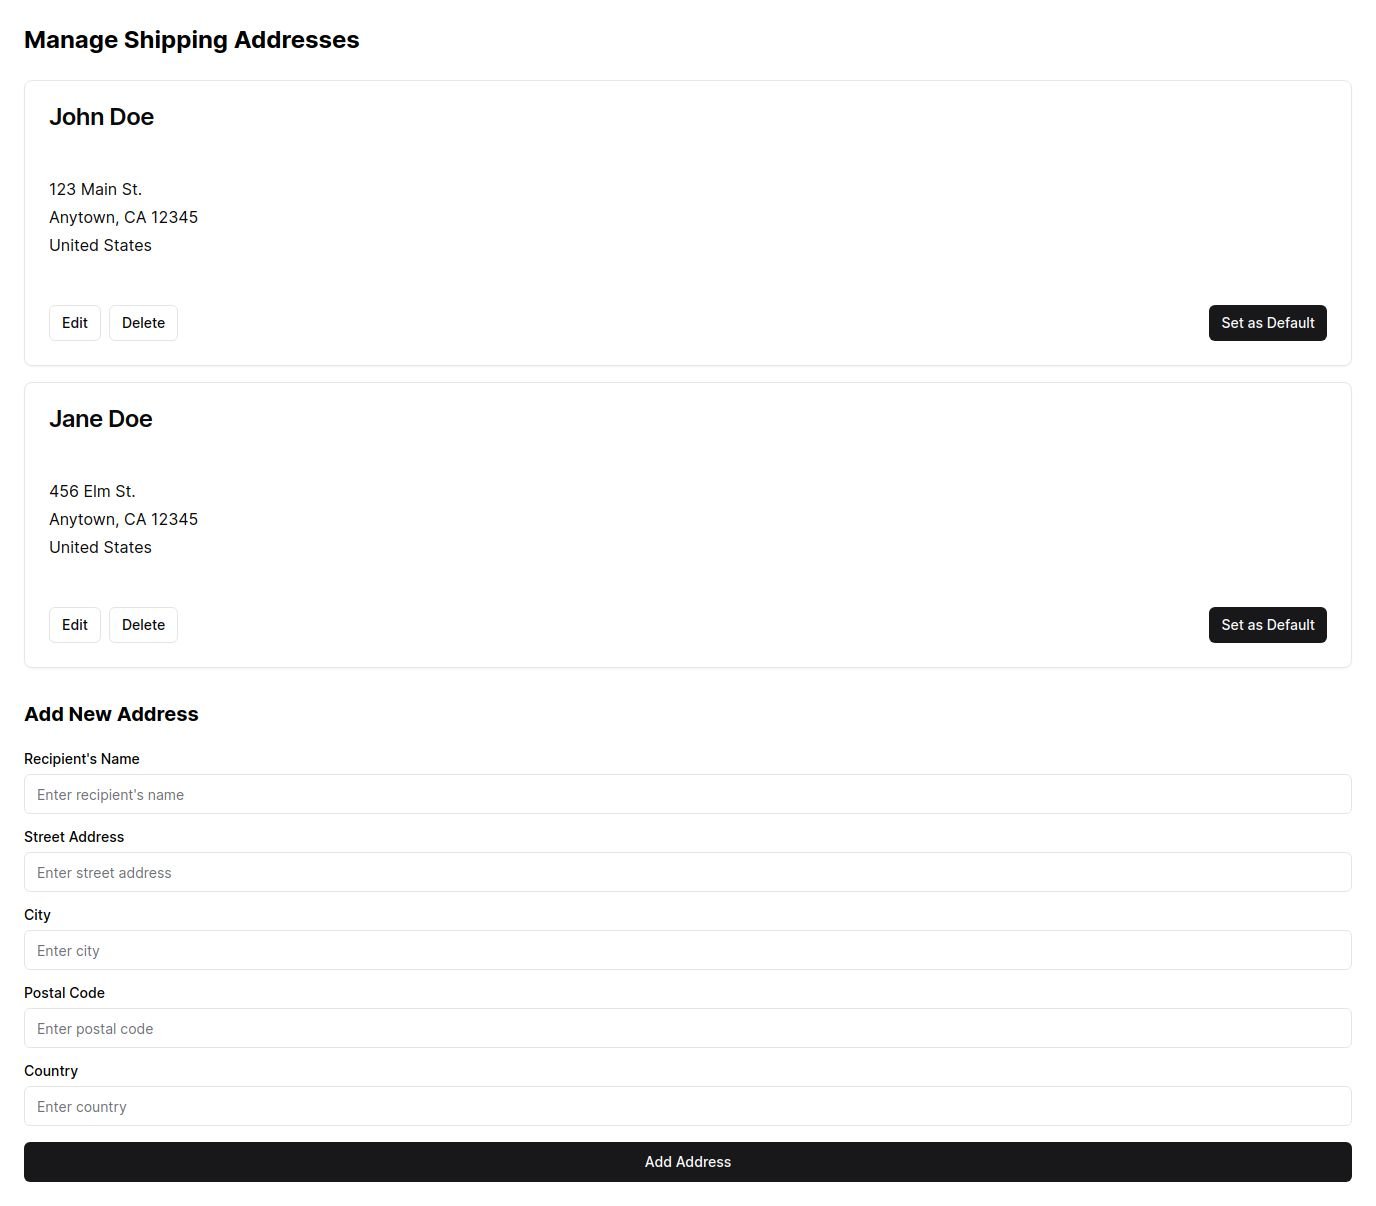 Manage Shipping Addresses
John Doe
123 Main St.
Anytown, CA 12345
United States
Edit
Delete
Set as Default
Jane Doe
456 Elm St.
Anytown, CA 12345
United States
Edit
Delete
Set as Default
Add New Address
Recipient's Name
Enter recipient's name
Street Address
Enter street address
City
Enter city
Postal Code
Enter postal code
Country
Enter country
Add Address